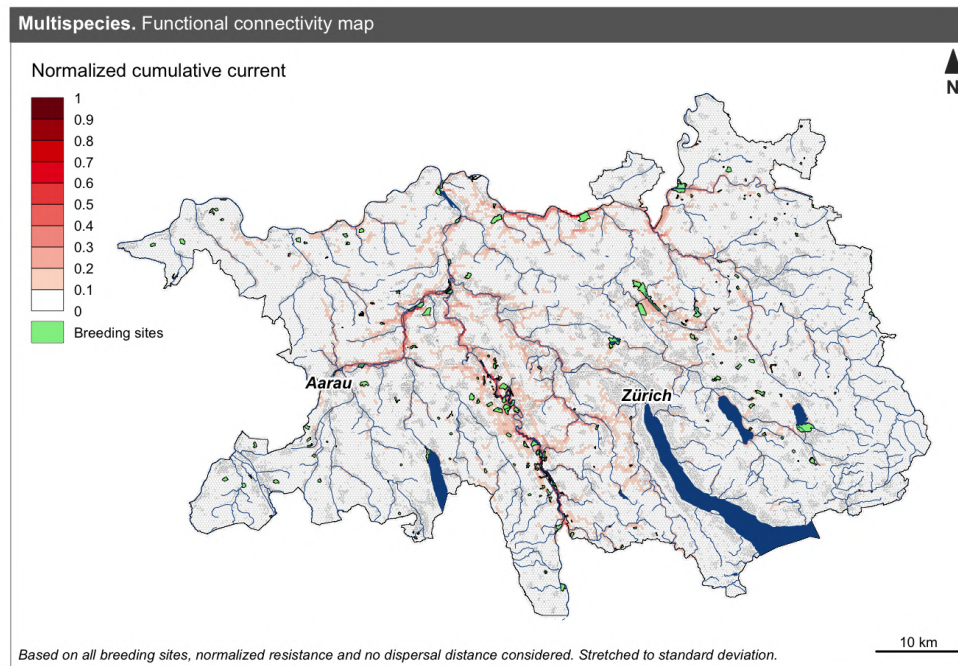 Multispecies. Functional connectivity map
Normalized cumulative current
1
0.9
0.8
0.7
0.6
0.5
0.4
0.3
0.2
0.1
0
Breeding sites
N
Aarau
Zürich
10 km
Based on all breeding sites, normalized resistance and no dispersal distance considered. Stretched to standard deviation.